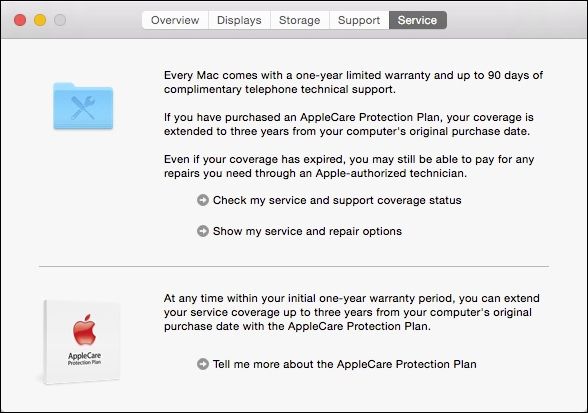 Overview Displays Storage Support Service
Every Mac comes with a one-year limited warranty and up to 90 days of
complimentary telephone technical support.
If you have purchased an AppleCare Protection Plan, your coverage is
extended to three years from your computer's original purchase date.
Even if your coverage has expired, you may still be able to pay for any
repairs you need through an Apple-authorized technician.
Check my service and support coverage status
Show my service and repair options
At any time within your initial one-year warranty period, you can extend
your service coverage up to three years from your computer's original
purchase date with the AppleCare Protection Plan.
AppleCare
Protection Plan
Tell me more about the AppleCare Protection Plan